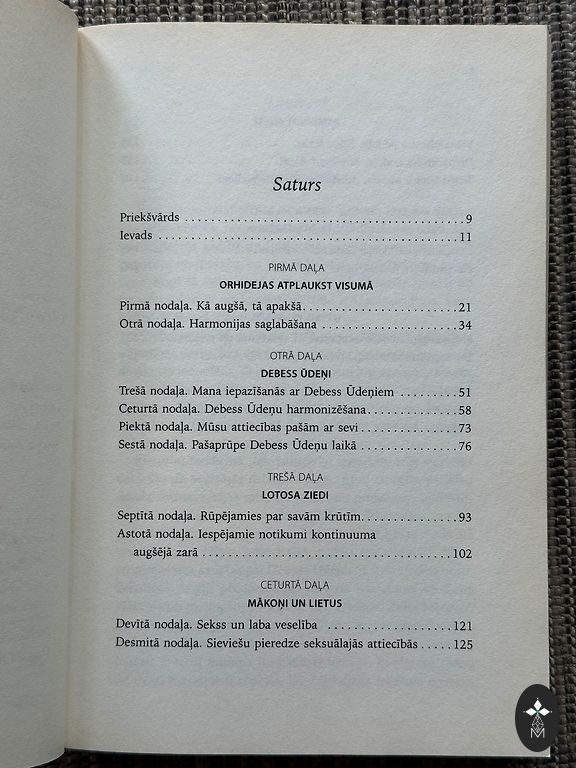 Saturs
Priekšvārds . . . . . . . . . . . . . . . . . . . . . . . . . . . . . . . . . . . . . . . . . . . 9
Ievads . . . . . . . . . . . . . . . . . . . . . . . . . . . . . . . . . . . . . . . . . . . . . . 11
PIRMĀ DAĻA
ORHIDEJAS ATPLAUKST VISUMĀ
Pirmā nodaļa. Kā augšā, tā apakšā. . . . . . . . . . . . . . . . . . . . . . . . 21
Otrā nodaļa. Harmonijas saglabāšana . . . . . . . . . . . . . . . . . . . . . . 34
OTRĀ DAĻA
DEBESS ŪDEŅI
Trešā nodaļa. Mana iepazīšanās ar Debess Ūdeņiem . . . . . . . . . 51
Ceturtā nodaļa. Debess Ūdeņu harmonizēšana . . . . . . . . . . . . . . 58
Piektā nodaļa. Mūsu attiecības pašām ar sevi . . . . . . . . . . . . . . . 73
Sestā nodaļa. Pašaprūpe Debess Ūdeņu laikā . . . . . . . . . . . . . . . 76
TREŠĀ DAĻA
LOTOSA ZIEDI
Septītā nodaļa. Rūpējamies par savām krūtīm. . . . . . . . . . . . . . . 93
Astotā nodaļa. Iespējamie notikumi kontinuuma
augšējā zarā . . . . . . . . . . . . . . . . . . . . . . . . . . . . . . . . . . . . . . 102
CETURTĀ DAĻA
MĀKOŅI UN LIETUS
Devītā nodaļa. Sekss un laba veselība . . . . . . . . . . . . . . . . . . . . 121
Desmitā nodaļa. Sieviešu pieredze seksuālajās attiecībās . . . . . 125
M